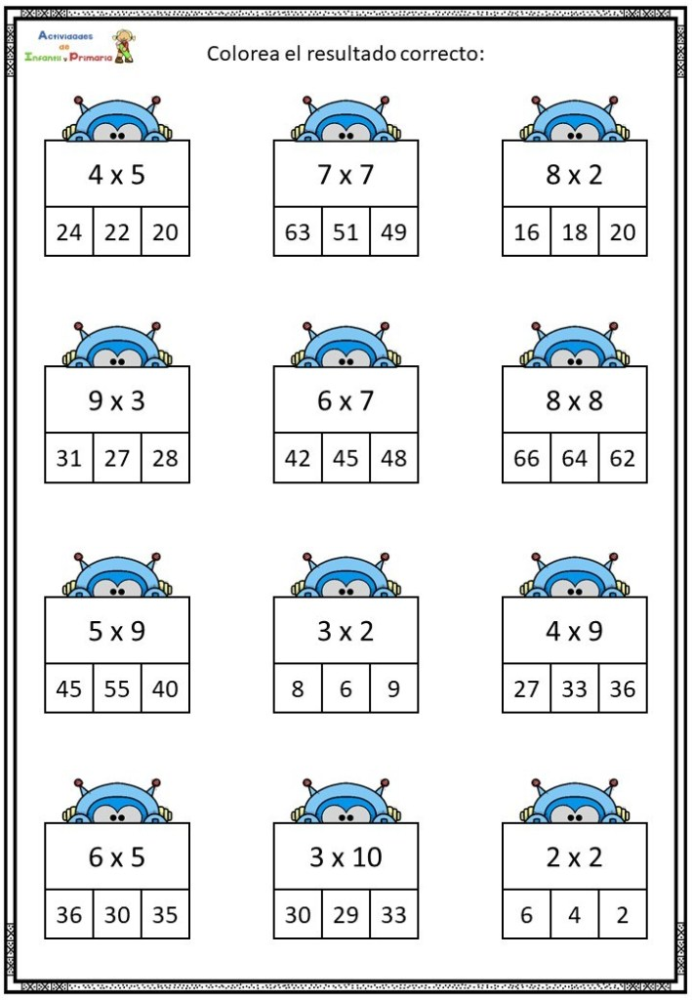 Actividades
de
Infantil y Primaria
Colorea el resultado correcto:
4 x 5
24 22 20
7 x 7
63 51 49
8 x 2
16 18 20
9 x 3
31 27 28
6 x 7
42 45 48
8 x 8
66 64 62
5 x 9
45 55 40
3 x 2
8 6 9
4 x 9
27 33 36
6 x 5
36 30 35
3 x 10
30 29 33
2 x 2
6 4 2